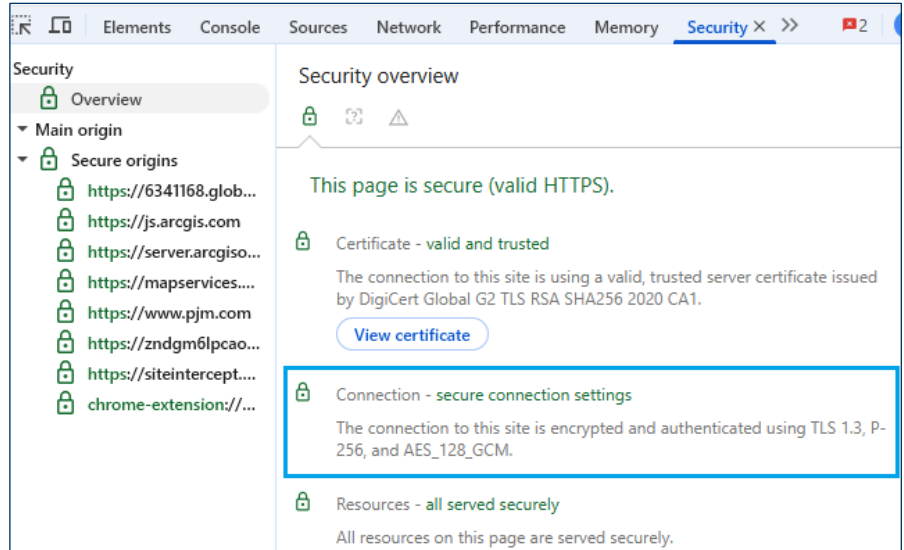 Elements Console Sources Network Performance Memory Security × >> 2
Security
Overview
Main origin
Secure origins
https://6341168.glob...
https://js.arcgis.com
https://server.arcgiso...
https://mapservices....
https://www.pjm.com
https://zndgm6lpcao...
https://siteintercept....
chrome-extension://...
Security overview
This page is secure (valid HTTPS).
Certificate - valid and trusted
The connection to this site is using a valid, trusted server certificate issued
by DigiCert Global G2 TLS RSA SHA256 2020 CA1.
View certificate
Connection - secure connection settings
The connection to this site is encrypted and authenticated using TLS 1.3, P-
256, and AES_128_GCM.
Resources - all served securely
All resources on this page are served securely.